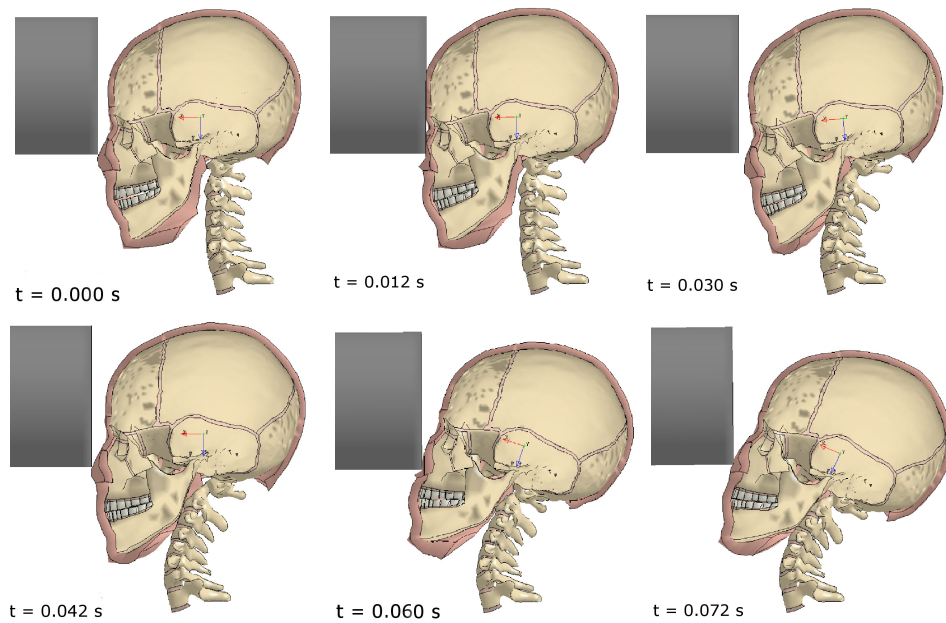 t = 0.000 s
t = 0.012 s
t = 0.030 s
t = 0.042 s
t = 0.060 s
t = 0.072 s